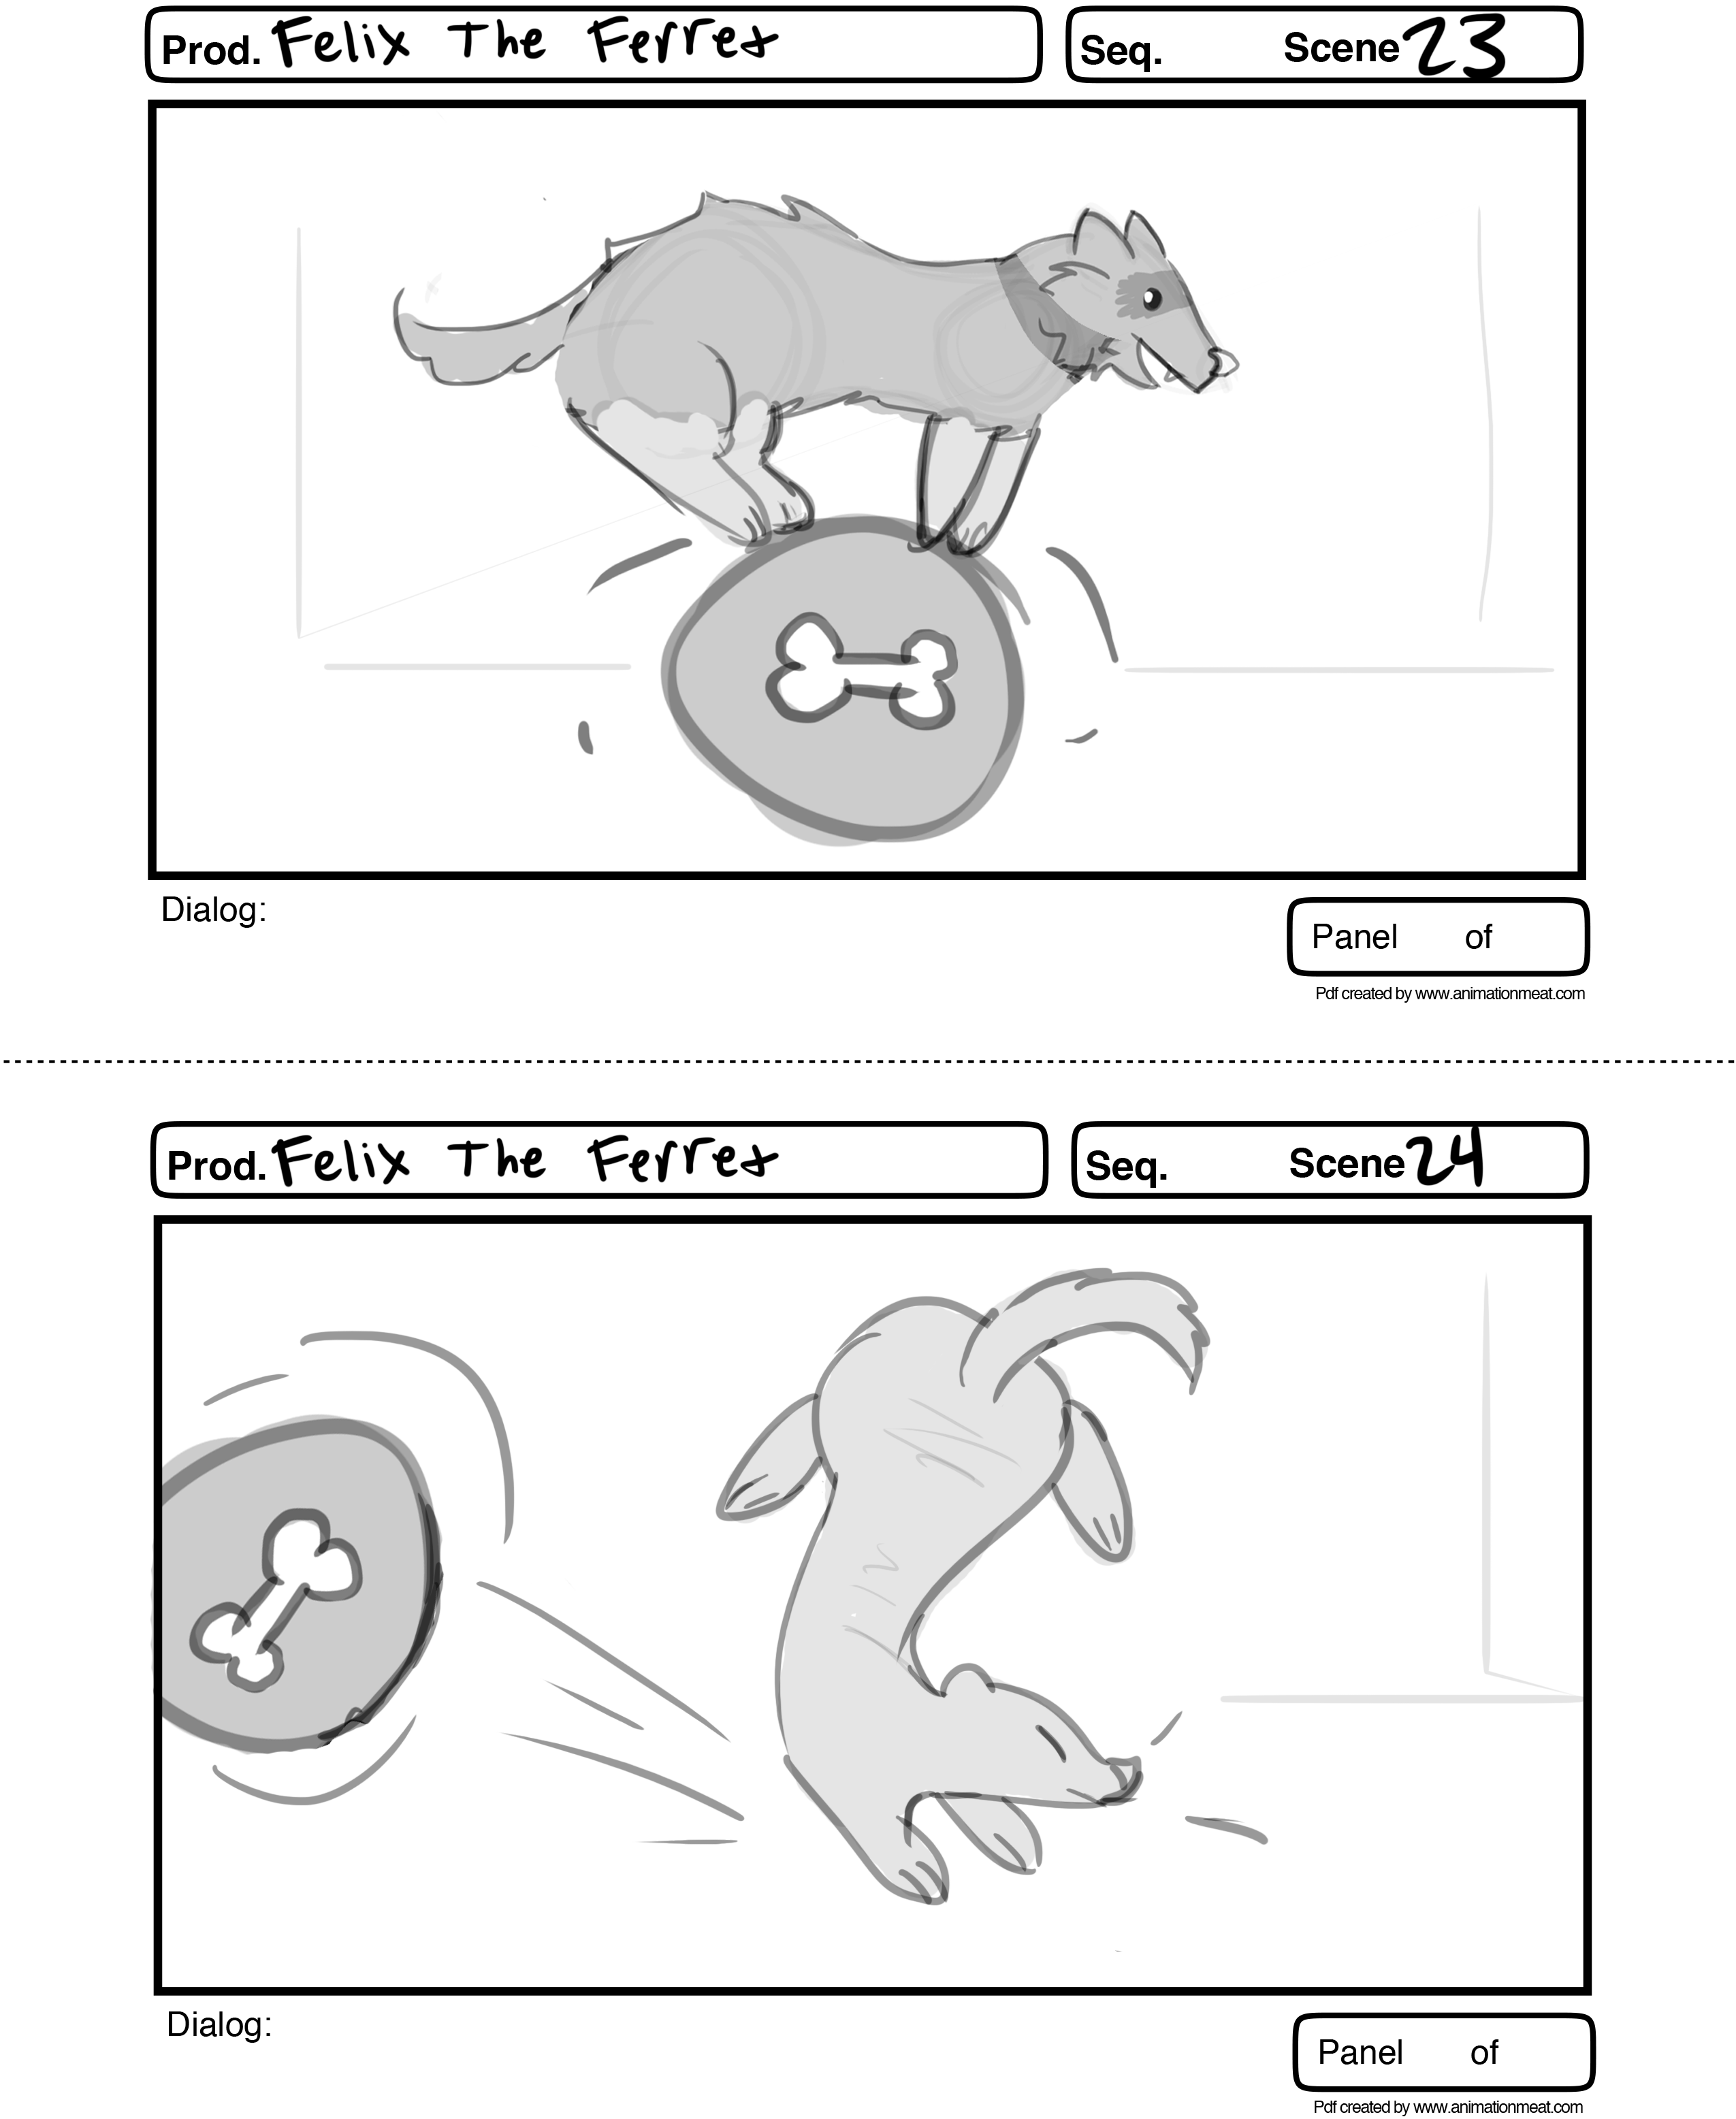 Prod. Felix The Ferret
Seq. Scene 23
Dialog:
Panel of
Pdf created by www.animationmeat.com
Prod. Felix The Ferret
Seq. Scene 24
Dialog:
Panel of
Pdf created by www.animationmeat.com